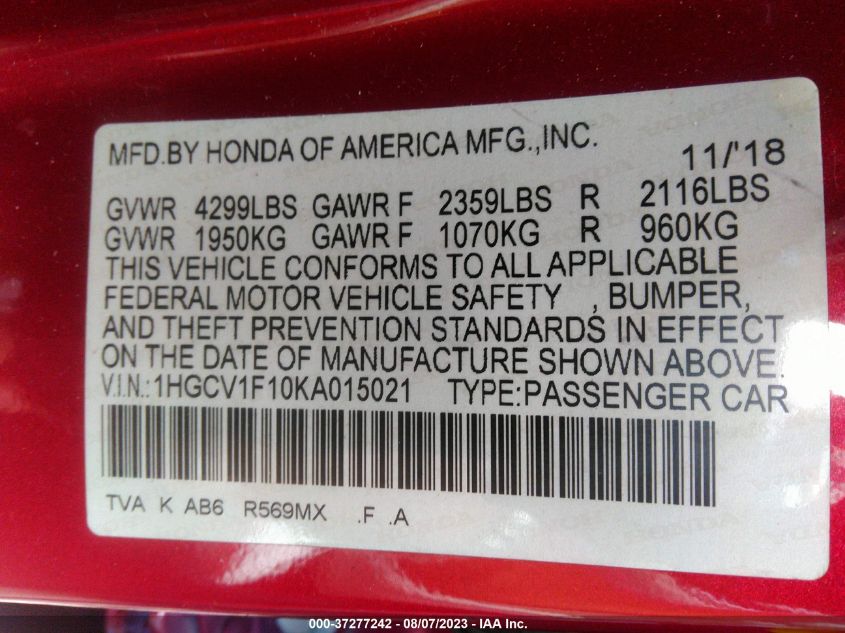 MFD.BY HONDA OF AMERICA MFG.,INC. 11/'18
GVWR 4299LBS GAWR F 2359LBS R 2116LBS
GVWR 1950KG GAWR F 1070KG R 960KG
THIS VEHICLE CONFORMS TO ALL APPLICABLE
FEDERAL MOTOR VEHICLE SAFETY , BUMPER,
AND THEFT PREVENTION STANDARDS IN EFFECT
ON THE DATE OF MANUFACTURE SHOWN ABOVE.
V.I.N.:1HGCV1F10KA015021 TYPE:PASSENGER CAR
TVA K AB6 R569MX .F .A
000-37277242 - 08/07/2023 - IAA Inc.